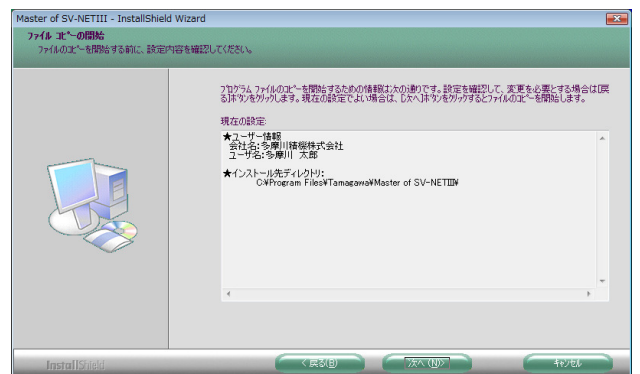 Master of SV-NETIII - InstallShield Wizard
ファイル コピーの開始
ファイルのコピーを開始する前に、設定内容を確認してください。
プログラム ファイルのコピーを開始するための情報は次の通りです。設定を確認して、変更を必要とする場合は[戻
る]ボタンをクリックします。現在の設定でよい場合は、[次へ]ボタンをクリックするとファイルのコピーを開始します。
現在の設定:
★ユーザー情報
会社名:多摩川精機株式会社
ユーザ名:多摩川 太郎
★インストール先ディレクトリ:
C:¥Program Files¥Tamagawa¥Master of SV-NETⅢ¥
InstallShield
< 戻る(B)
次へ(N)>
キャンセル